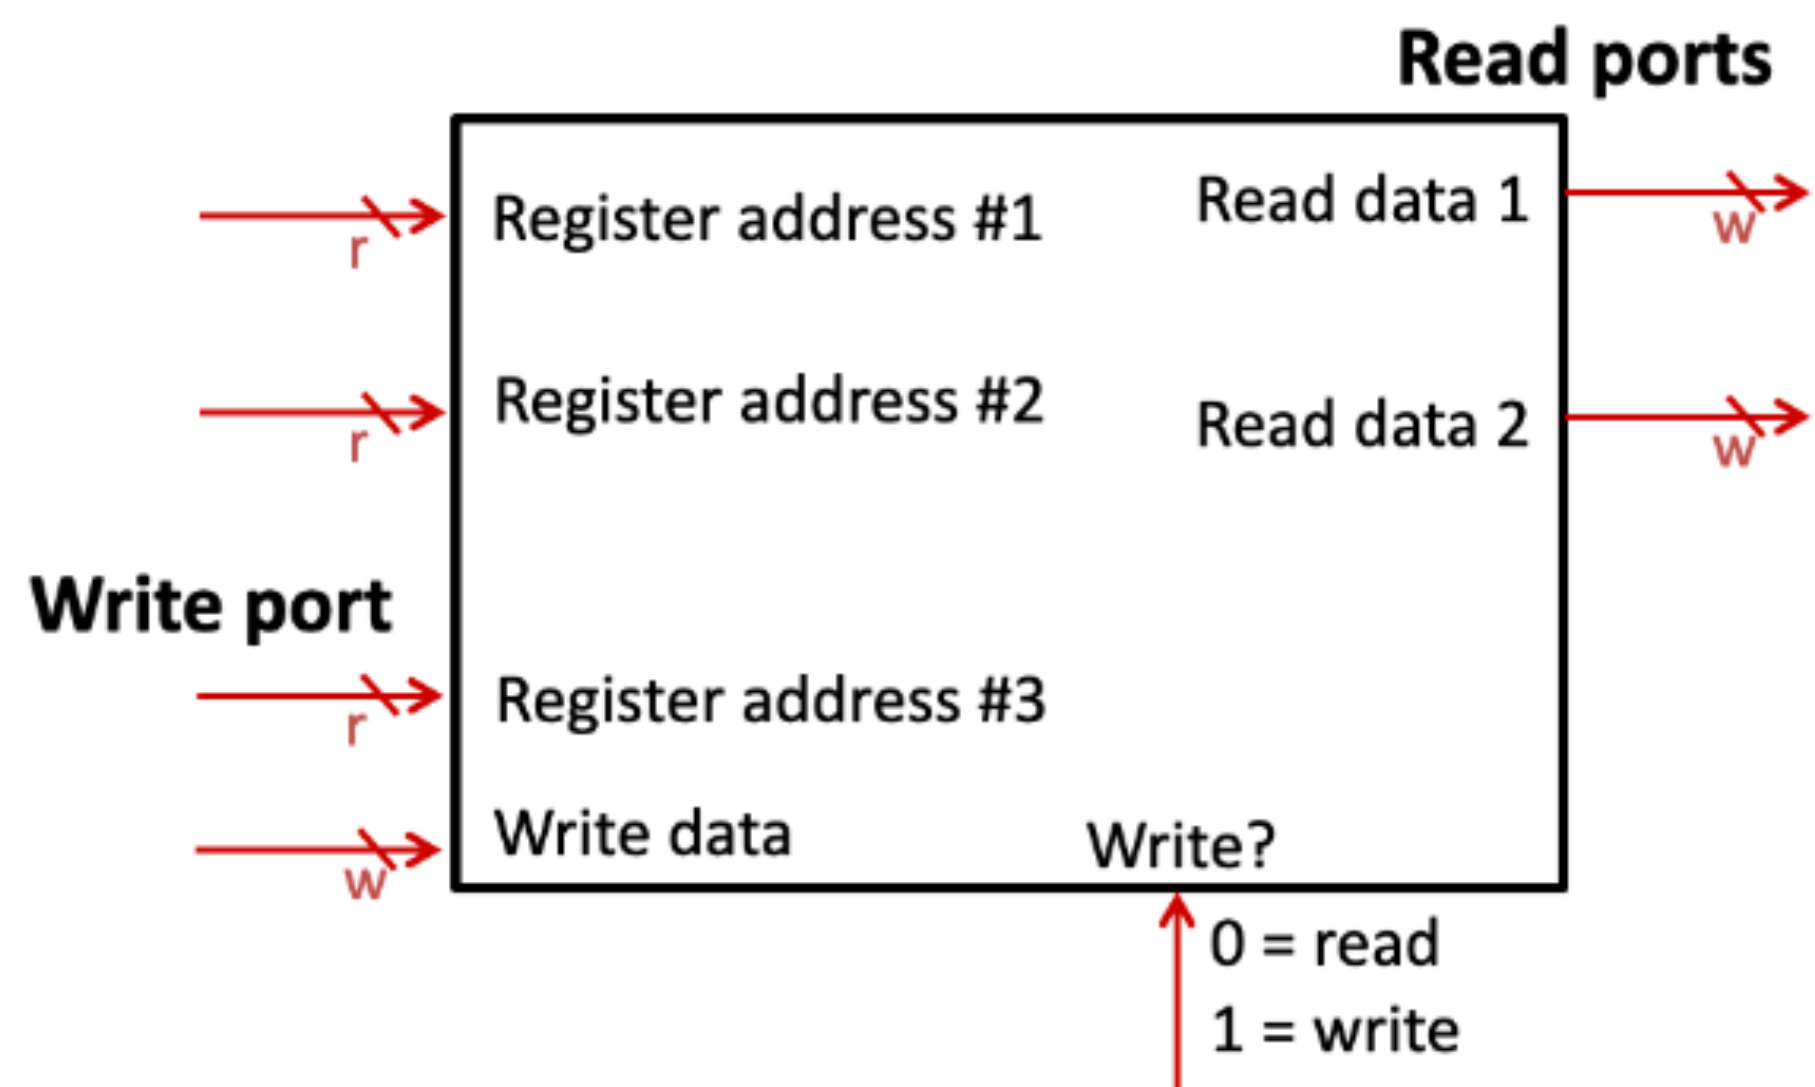 Read ports
Register address #1
Read data 1
r
w
Register address #2
Read data 2
r
w
Write port
Register address #3
r
Write data
Write?
w
0 = read
1 = write